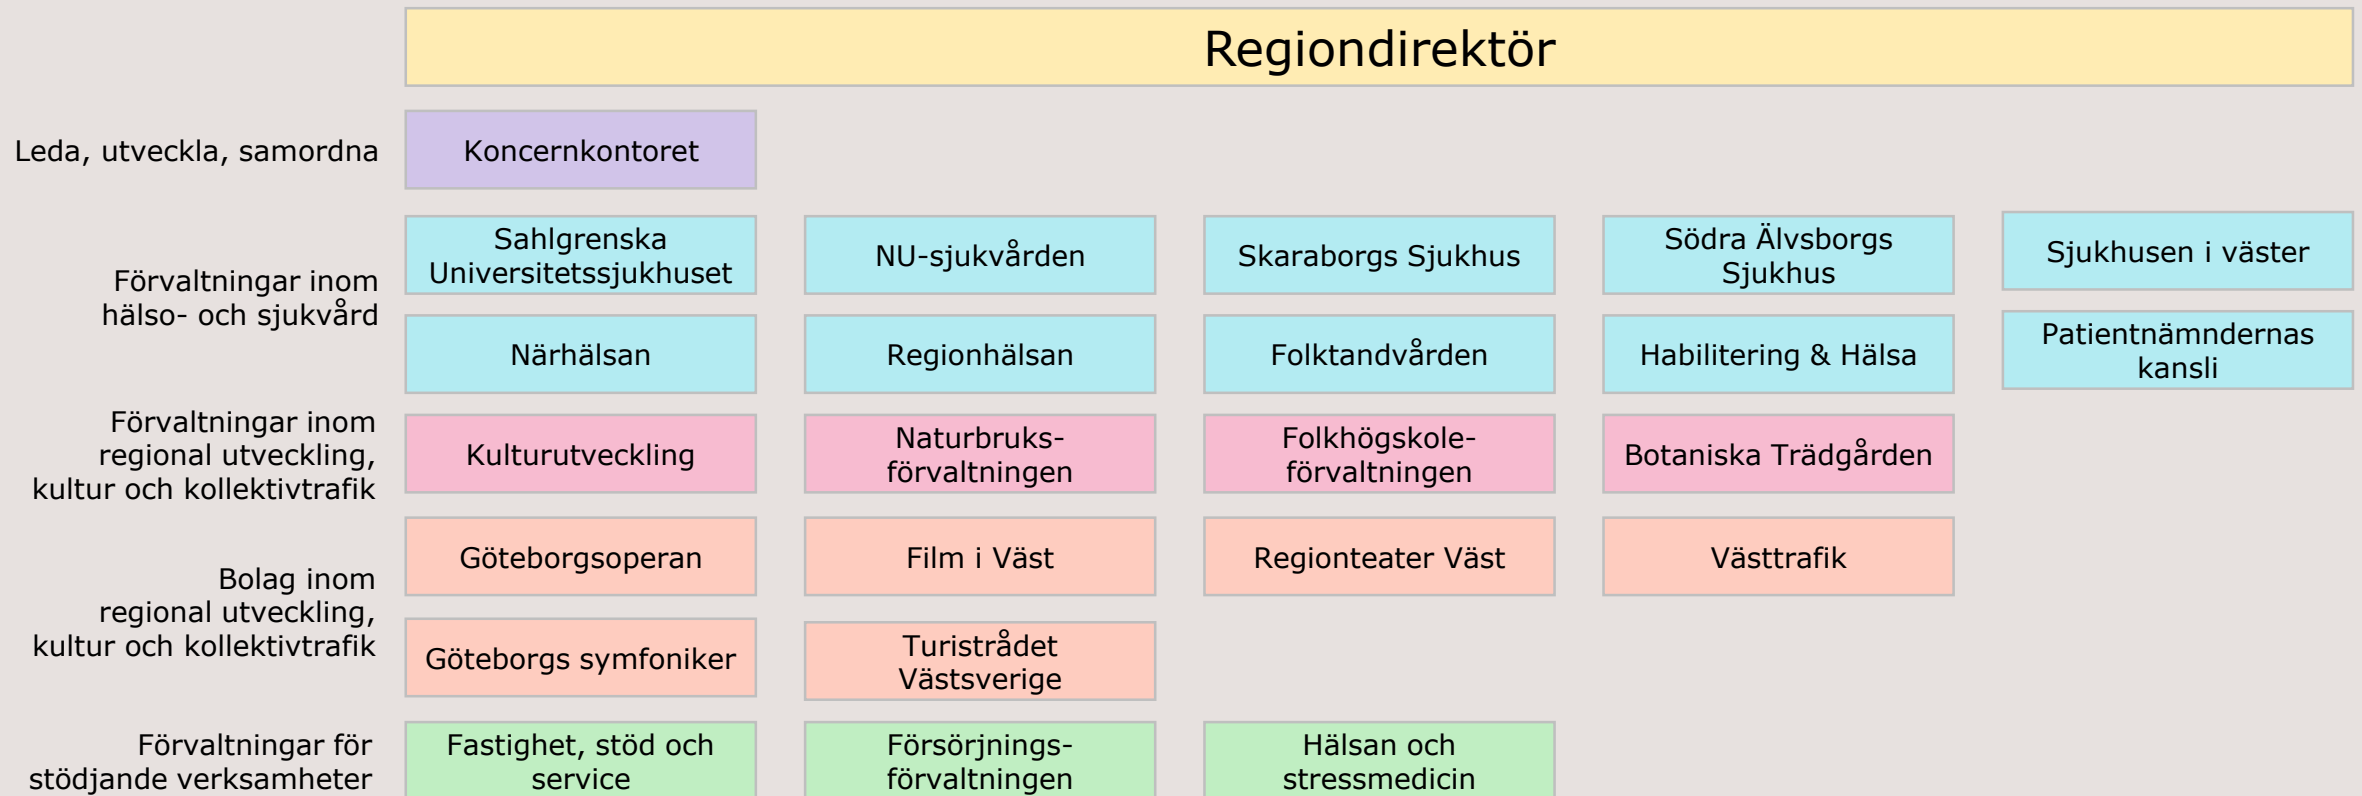 Regiondirektör
Leda, utveckla, samordna
Koncernkontoret
Förvaltningar inom
hälso- och sjukvård
Sahlgrenska
Universitetssjukhuset
NU-sjukvården
Skaraborgs Sjukhus
Södra Älvsborgs
Sjukhus
Sjukhusen i väster
Närhälsan
Regionhälsan
Folktandvården
Habilitering & Hälsa
Patientnämndernas
kansli
Förvaltningar inom
regional utveckling,
kultur och kollektivtrafik
Kulturutveckling
Naturbruks-
förvaltningen
Folkhögskole-
förvaltningen
Botaniska Trädgården
Bolag inom
regional utveckling,
kultur och kollektivtrafik
Göteborgsoperan
Film i Väst
Regionteater Väst
Västtrafik
Göteborgs symfoniker
Turistrådet
Västsverige
Förvaltningar för
stödjande verksamheter
Fastighet, stöd och
service
Försörjnings-
förvaltningen
Hälsan och
stressmedicin